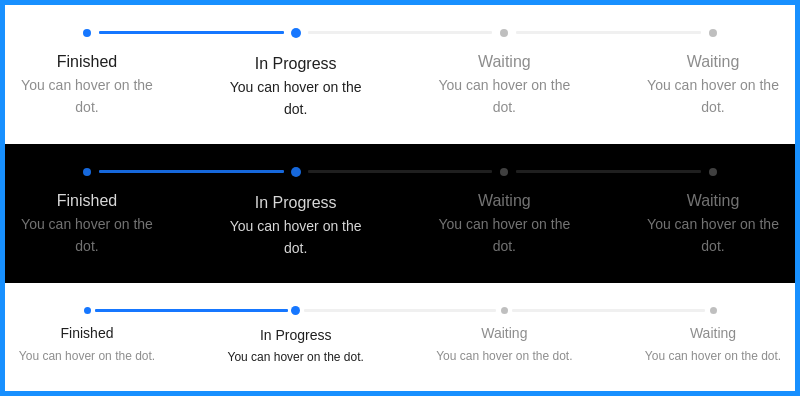 Finished In Progress Waiting Waiting
You can hover on the You can hover on the You can hover on the You can hover on the
dot. dot. dot. dot.
Finished In Progress Waiting Waiting
You can hover on the You can hover on the You can hover on the You can hover on the
dot. dot. dot. dot.
Finished In Progress Waiting Waiting
You can hover on the dot. You can hover on the dot. You can hover on the dot. You can hover on the dot.